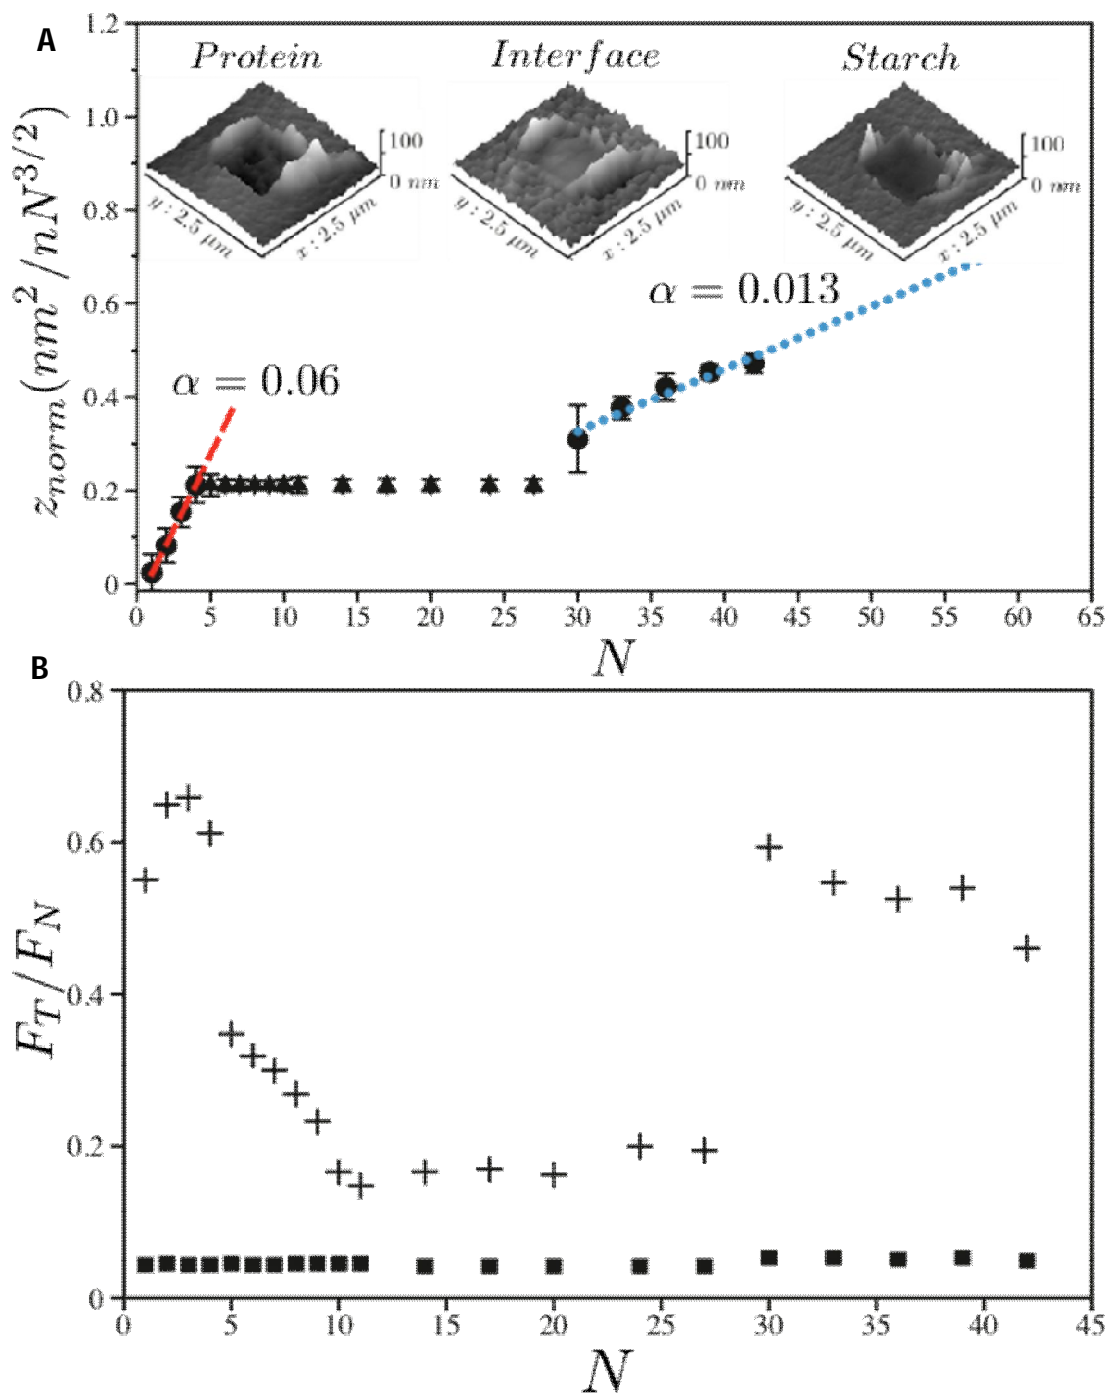 A
1.2
Protein
Interface
Starch
1.0
100
0 nm
y : 2.5 μm
x : 2.5 μm
100
0 nm
y : 2.5 μm
x : 2.5 μm
100
0 nm
y : 2.5 μm
x : 2.5 μm
z_norm (nm²/nN^{3/2})
0.8
0.6
α = 0.013
α = 0.06
0.4
0.2
0
0 5 10 15 20 25 30 35 40 45 50 55 60 65
N
B
0.8
0.6
F_T/F_N
0.4
0.2
0
0 5 10 15 20 25 30 35 40 45
N